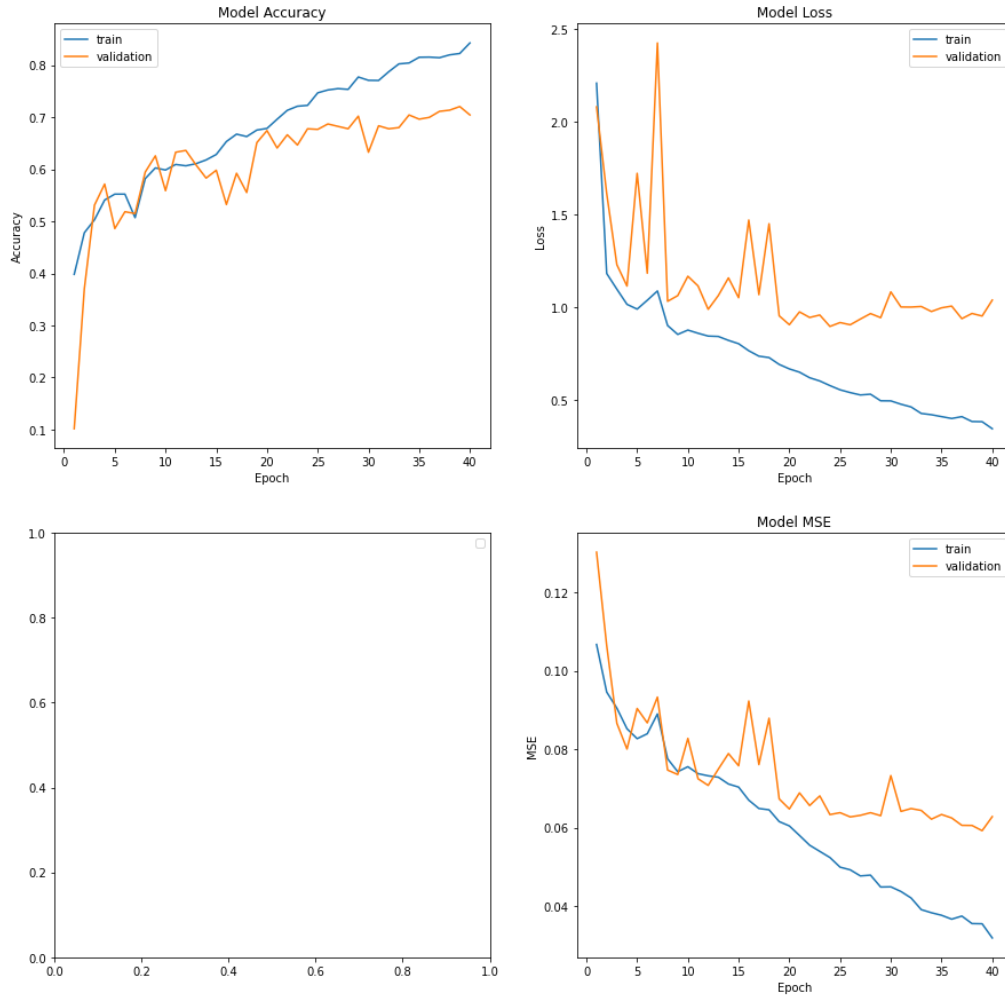 Model Accuracy
train
validation
Accuracy
0.8
0.7
0.6
0.5
0.4
0.3
0.2
0.1
0 5 10 15 20 25 30 35 40
Epoch
Model Loss
train
validation
Loss
2.5
2.0
1.5
1.0
0.5
0 5 10 15 20 25 30 35 40
Epoch
1.0
0.8
0.6
0.4
0.2
0.0
0.0 0.2 0.4 0.6 0.8 1.0
Model MSE
train
validation
MSE
0.12
0.10
0.08
0.06
0.04
0 5 10 15 20 25 30 35 40
Epoch